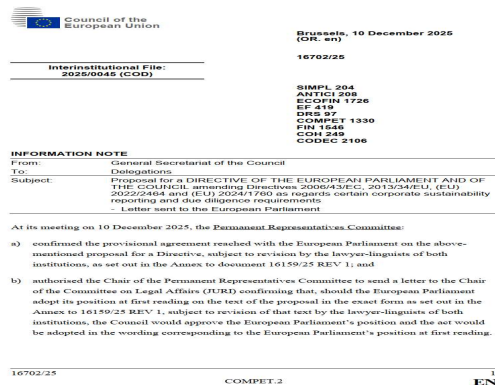 Council of the
European Union
Brussels, 10 December 2025
(OR. en)
16702/25
Interinstitutional File:
2025/0045 (COD)
SIMPL 204
ANTICI 208
ECOFIN 1726
EF 419
DRS 97
COMPET 1330
FIN 1546
COH 249
CODEC 2106
INFORMATION NOTE
From: General Secretariat of the Council
To: Delegations
Subject: Proposal for a DIRECTIVE OF THE EUROPEAN PARLIAMENT AND OF
THE COUNCIL amending Directives 2006/43/EC, 2013/34/EU, (EU)
2022/2464 and (EU) 2024/1760 as regards certain corporate sustainability
reporting and due diligence requirements
- Letter sent to the European Parliament
At its meeting on 10 December 2025, the Permanent Representatives Committee:
a) confirmed the provisional agreement reached with the European Parliament on the above-
mentioned proposal for a Directive, subject to revision by the lawyer-linguists of both
institutions, as set out in the Annex to document 16159/25 REV 1; and
b) authorised the Chair of the Permanent Representatives Committee to send a letter to the Chair
of the Committee on Legal Affairs (JURI) confirming that, should the European Parliament
adopt its position at first reading on the text of the proposal in the exact form as set out in the
Annex to 16159/25 REV 1, subject to revision of that text by the lawyer-linguists of both
institutions, the Council would approve the European Parliament's position and the act would
be adopted in the wording corresponding to the European Parliament's position at first reading.
16702/25 1
COMPET.2 EN